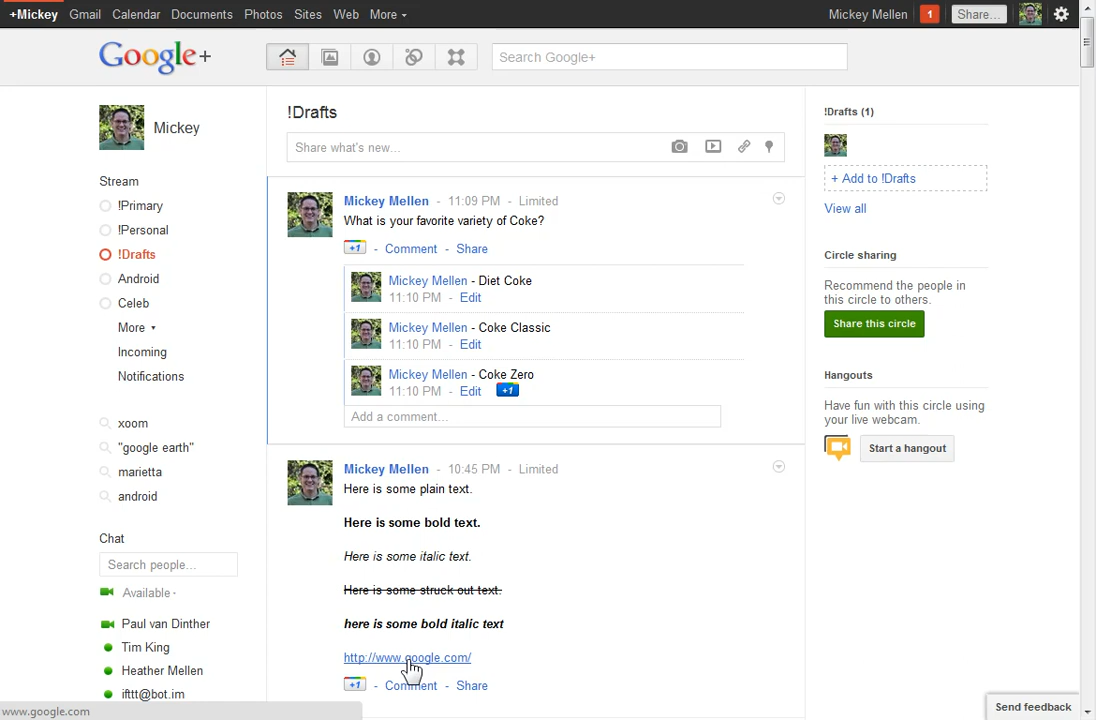 +Mickey Gmail Calendar Documents Photos Sites Web More
Mickey Mellen 1 Share...
Google+
Search Google+
Mickey
Stream
!Primary
!Personal
!Drafts
Android
Celeb
More
Incoming
Notifications
xoom
"google earth"
marietta
android
Chat
Search people...
Available
Paul van Dinther
Tim King
Heather Mellen
ifttt@bot.im
www.google.com
!Drafts
Share what's new...
Mickey Mellen - 11:09 PM - Limited
What is your favorite variety of Coke?
+1 - Comment - Share
Mickey Mellen - Diet Coke
11:10 PM - Edit
Mickey Mellen - Coke Classic
11:10 PM - Edit
Mickey Mellen - Coke Zero
11:10 PM - Edit +1
Add a comment...
Mickey Mellen - 10:45 PM - Limited
Here is some plain text.
Here is some bold text.
Here is some italic text.
Here is some struck out text.
here is some bold italic text
http://www.google.com/
+1 - Comment - Share
!Drafts (1)
+ Add to !Drafts
View all
Circle sharing
Recommend the people in
this circle to others.
Share this circle
Hangouts
Have fun with this circle using
your live webcam.
Start a hangout
Send feedback